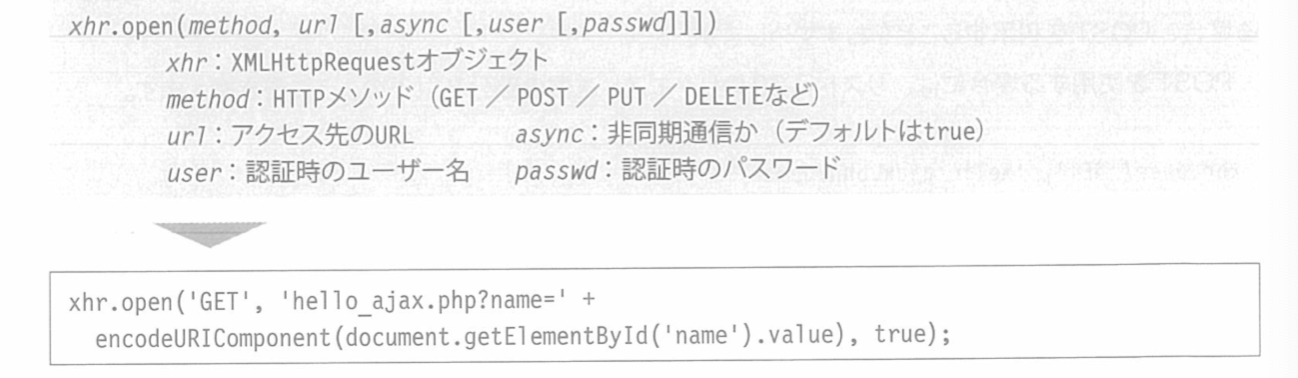 xhr.open(method, url [,async [,user [,passwd]]])
xhr：XMLHttpRequestオブジェクト
method：HTTPメソッド（GET ／ POST ／ PUT ／ DELETEなど）
url：アクセス先のURL async：非同期通信か（デフォルトはtrue）
user：認証時のユーザー名 passwd：認証時のパスワード
xhr.open('GET', 'hello_ajax.php?name=' +
encodeURIComponent(document.getElementById('name').value), true);